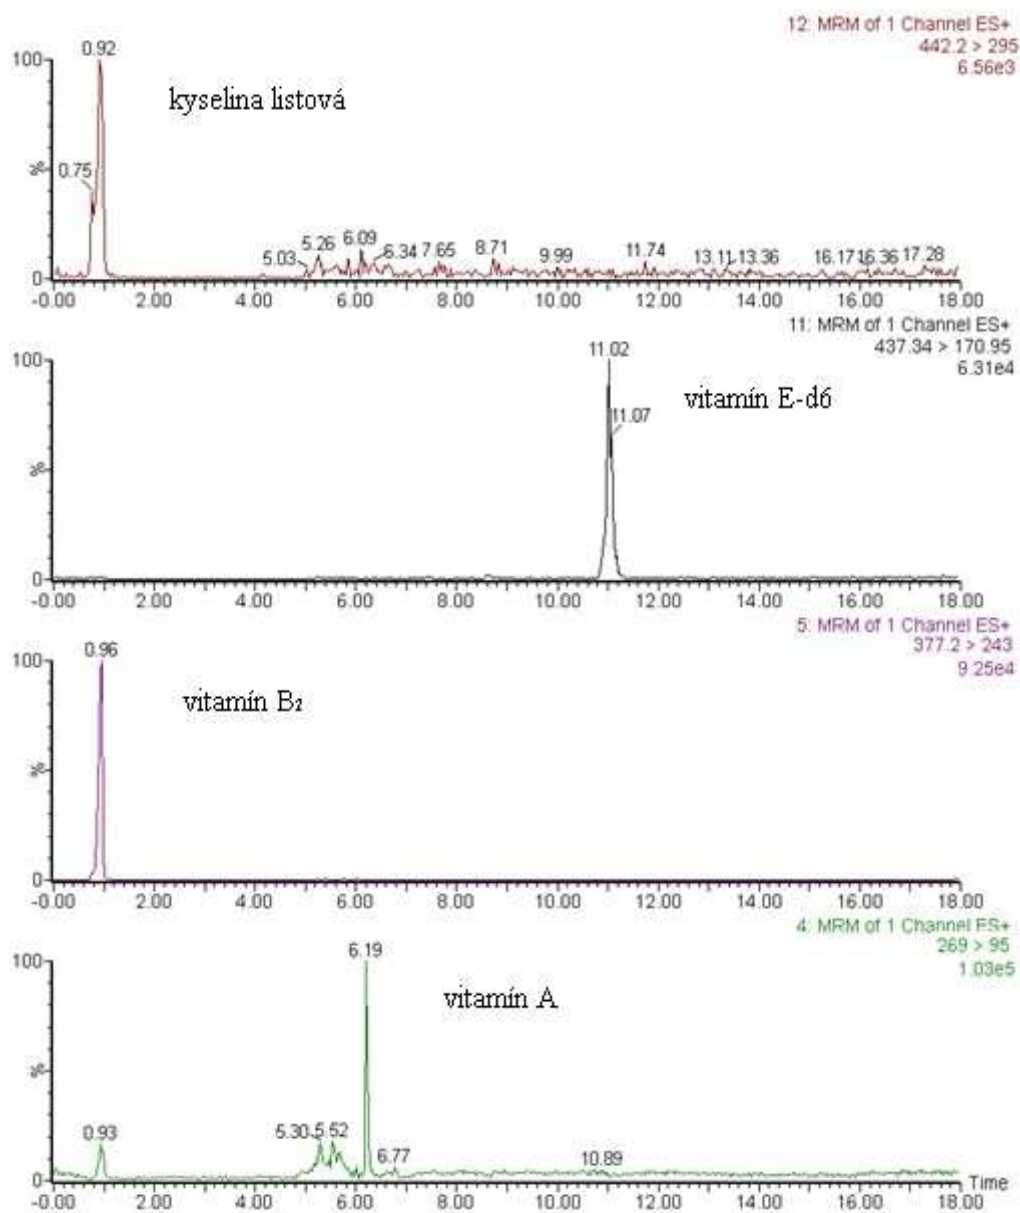 12: MRM of 1 Channel ES+
442.2 > 295
6.56e3
100
0.92
kyselina listová
%
0.75
5.03
5.26
6.09
6.34
7.65
8.71
9.99
11.74
13.11
13.36
16.17
16.36
17.28
0
-0.00 2.00 4.00 6.00 8.00 10.00 12.00 14.00 16.00 18.00
11: MRM of 1 Channel ES+
437.34 > 170.95
6.31e4
100
11.02
vitamín E-d6
11.07
%
0
-0.00 2.00 4.00 6.00 8.00 10.00 12.00 14.00 16.00 18.00
5: MRM of 1 Channel ES+
377.2 > 243
9.25e4
100
0.96
vitamín B₂
%
0
-0.00 2.00 4.00 6.00 8.00 10.00 12.00 14.00 16.00 18.00
4: MRM of 1 Channel ES+
269 > 95
1.03e5
100
6.19
vitamín A
%
0.93
5.30
5.52
6.77
10.89
0
Time
-0.00 2.00 4.00 6.00 8.00 10.00 12.00 14.00 16.00 18.00